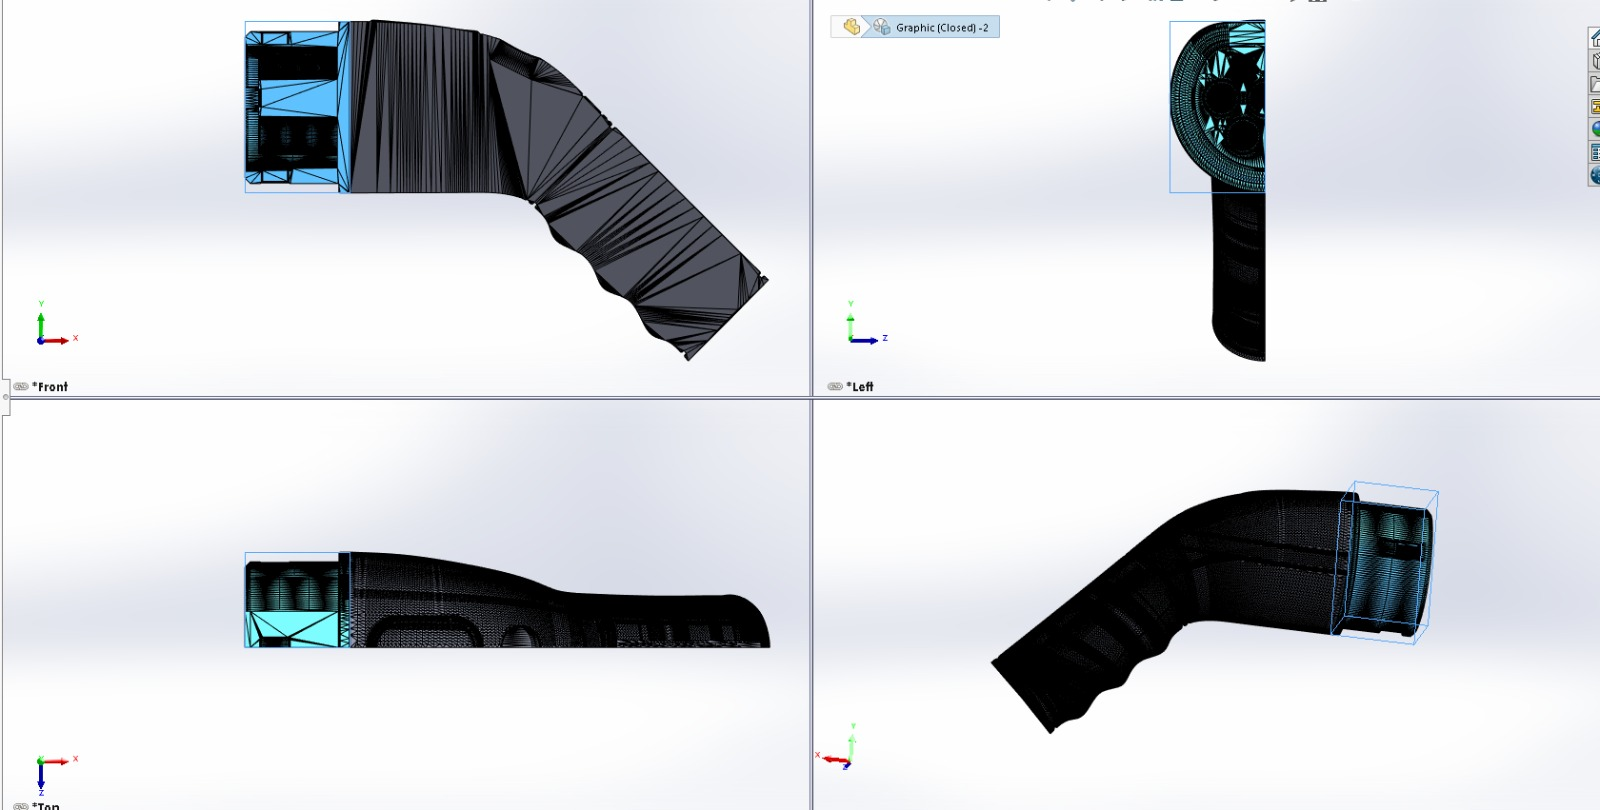 Graphic (Closed) -2
Y
X
*Front
Y
Z
*Left
X
Z
*Top
Y
X
Z